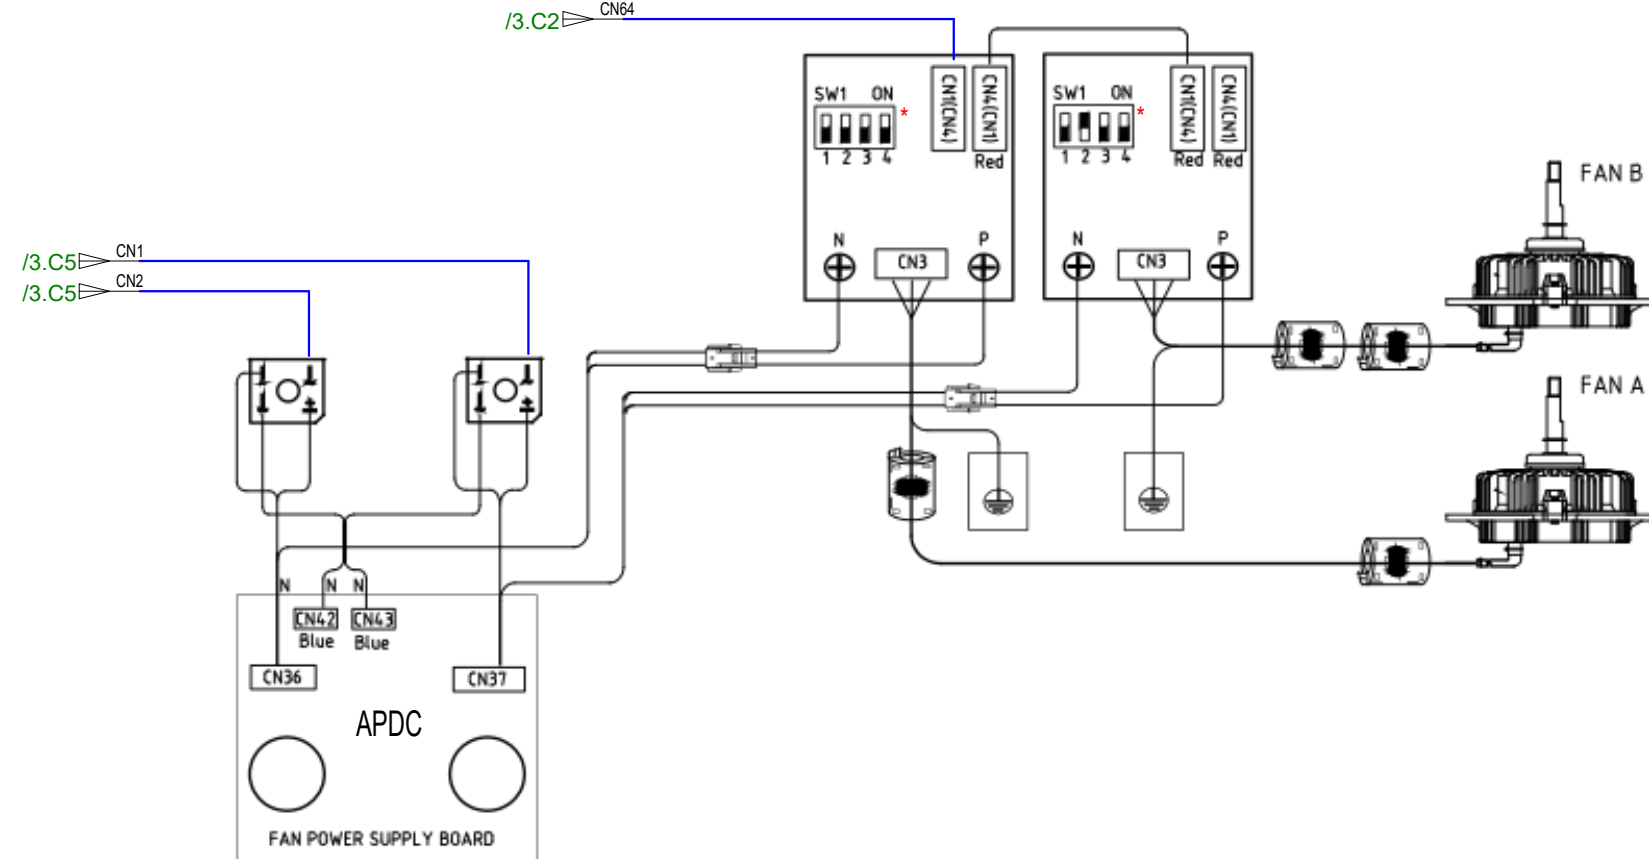 /3.C2 CN64
SW1 ON *
1 2 3 4
CN1(CN4)
CN4(CN1)
Red
N
CN3
P
SW1 ON *
1 2 3 4
CN1(CN4)
CN4(CN1)
Red Red
N
CN3
P
FAN B
FAN A
/3.C5 CN1
/3.C5 CN2
N N N
CN42 CN43
Blue Blue
CN36 CN37
APDC
FAN POWER SUPPLY BOARD